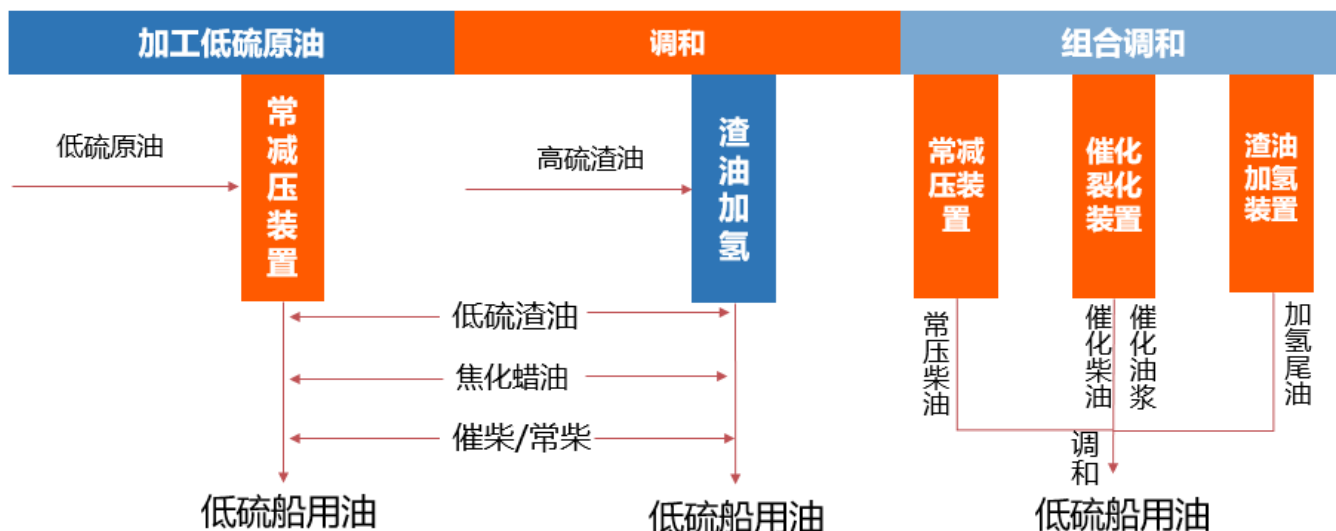 加工低硫原油
调和
组合调和
低硫原油
常减压装置
高硫渣油
渣油加氢
常减
压装
置
催化
裂化
装置
渣油
加氢
装置
低硫渣油
焦化蜡油
催柴/常柴
常压柴油
催化柴油
催化油浆
加氢尾油
调和
低硫船用油
低硫船用油
低硫船用油